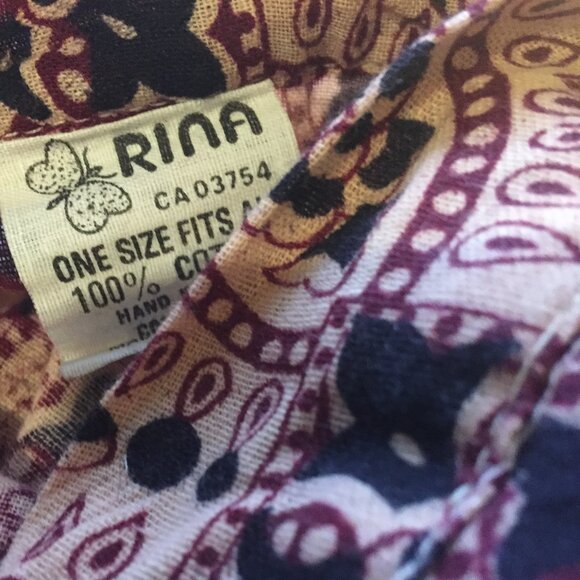 RINA
CA 03754
ONE SIZE FITS
100%
HAND